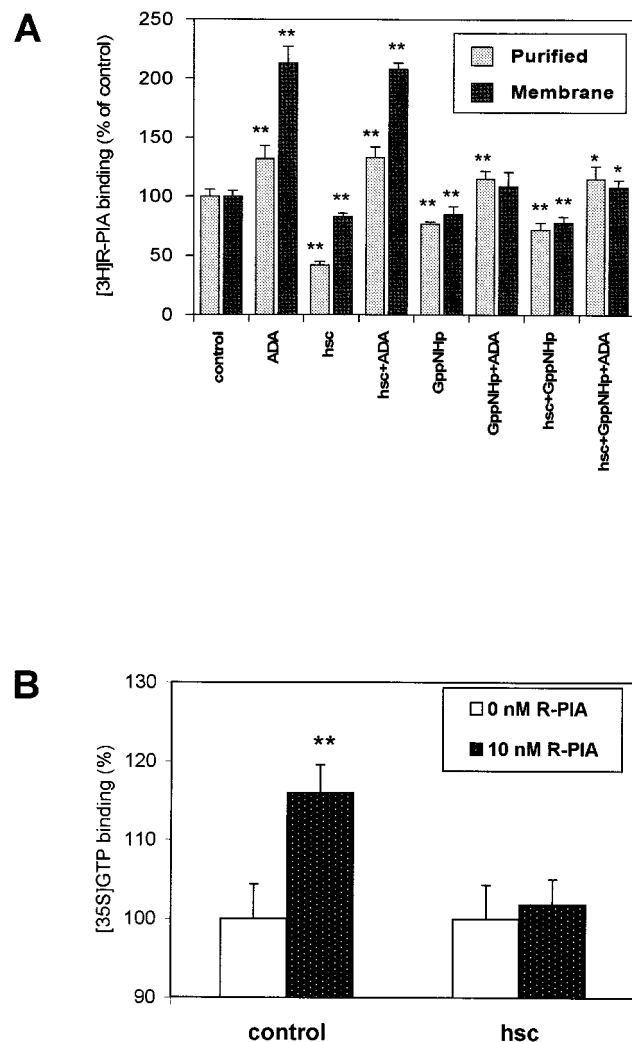 A
[3H]R-PIA binding (% of control)
250
200
150
100
50
0
** ** ** ** ** ** ** ** ** ** ** ** * *
Purified
Membrane
control
ADA
hsc
hsc+ADA
GppNHp
GppNHp+ADA
hsc+GppNHp
hsc+GppNHp+ADA
B
[35S]GTP binding (%)
130
120
110
100
90
**
0 nM R-PIA
10 nM R-PIA
control
hsc